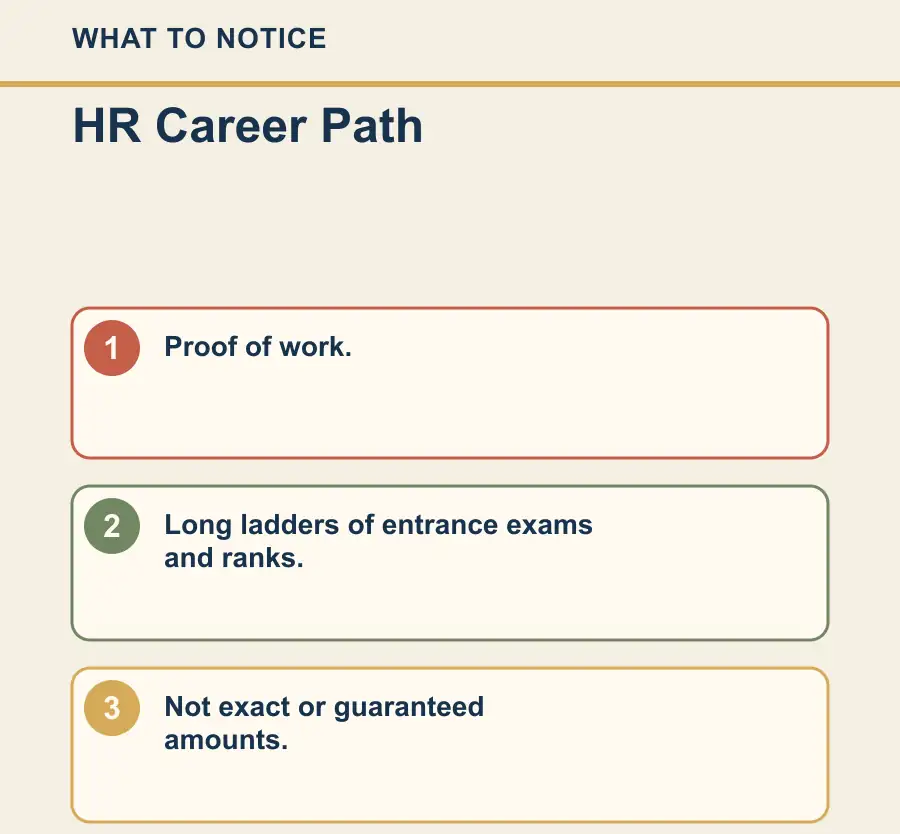 WHAT TO NOTICE
HR Career Path
1
Proof of work.
2
Long ladders of entrance exams
and ranks.
3
Not exact or guaranteed
amounts.